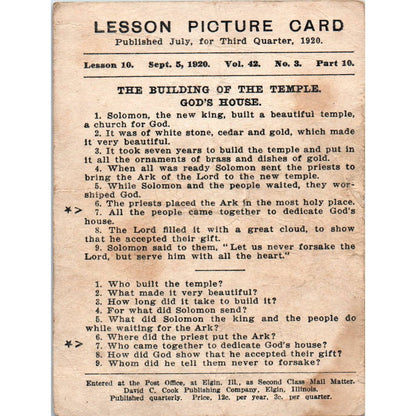 LESSON PICTURE CARD
Published July, for Third Quarter, 1920.
Lesson 10. Sept. 5, 1920. Vol. 42. No. 3. Part 10.
THE BUILDING OF THE TEMPLE.
GOD'S HOUSE.
1. Solomon, the new king, built a beautiful temple,
a church for God.
2. It was of white stone, cedar and gold, which made
it very beautiful.
3. It took seven years to build the temple and put in
it all the ornaments of brass and dishes of gold.
4. When all was ready Solomon sent the priests to
bring the Ark of the Lord to the new temple.
5. While Solomon and the people waited, they wor-
shiped God.
6. The priests placed the Ark in the most holy place.
★> 7. All the people came together to dedicate God's
house.
8. The Lord filled it with a great cloud, to show
that he accepted their gift.
9. Solomon said to them, "Let us never forsake the
Lord, but serve him with all the heart."
1. Who built the temple?
2. What made it very beautiful?
3. How long did it take to build it?
4. For what did Solomon send?
5. What did Solomon the king and the people do
while waiting for the Ark?
6. Where did the priest put the Ark?
★> 7. Who came together to dedicate God's house?
8. How did God show that he accepted their gift?
9. Whom did he tell them never to forsake?
Entered at the Post Office, at Elgin, Ill., as Second Class Mail Matter.
David C. Cook Publishing Company, Elgin, Illinois.
Published quarterly. Price, 12c. per year, 3c. per quarter.